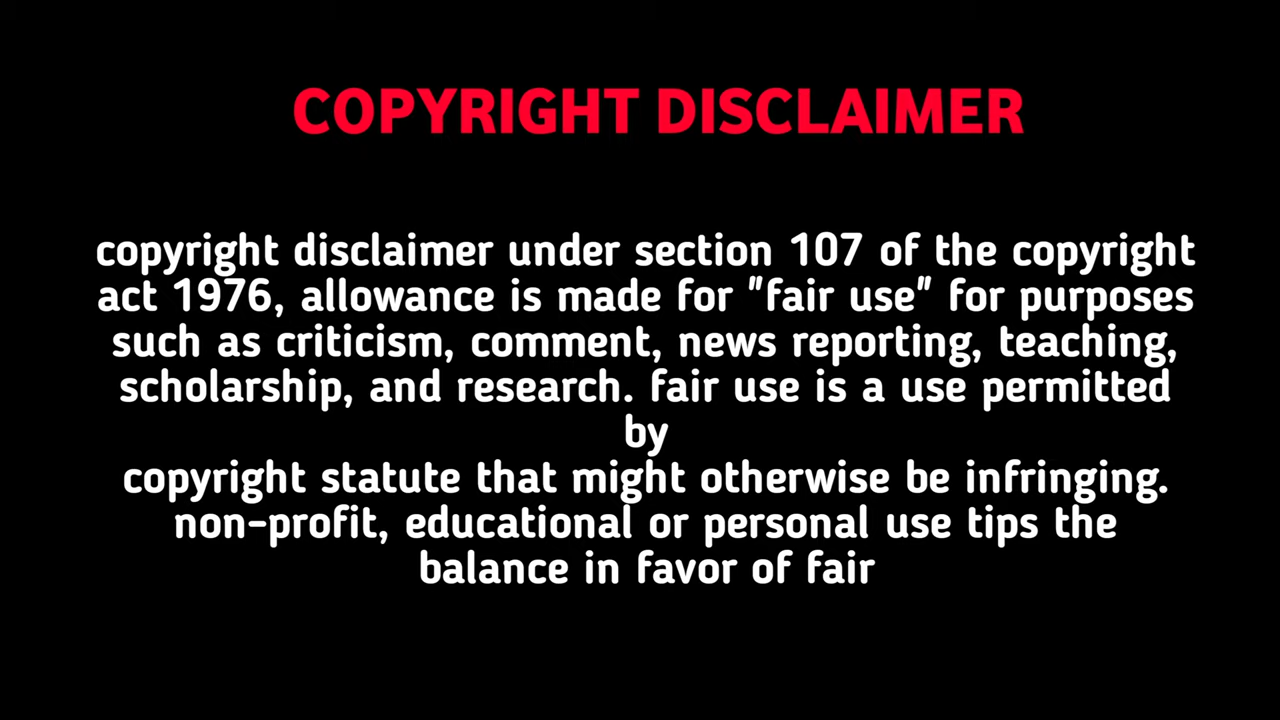 COPYRIGHT DISCLAIMER
copyright disclaimer under section 107 of the copyright
act 1976, allowance is made for "fair use" for purposes
such as criticism, comment, news reporting, teaching,
scholarship, and research. fair use is a use permitted
by
copyright statute that might otherwise be infringing.
non-profit, educational or personal use tips the
balance in favor of fair